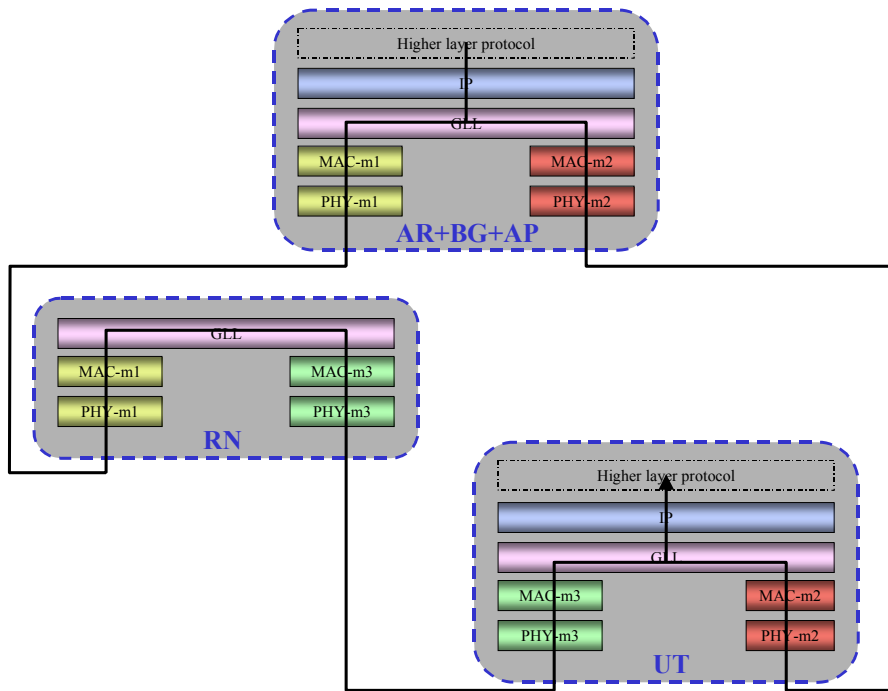 Higher layer protocol
IP
GLL
MAC-m1 MAC-m2
PHY-m1 PHY-m2
AR+BG+AP
GLL
MAC-m1 MAC-m3
PHY-m1 PHY-m3
RN
Higher layer protocol
IP
GLL
MAC-m3 MAC-m2
PHY-m3 PHY-m2
UT